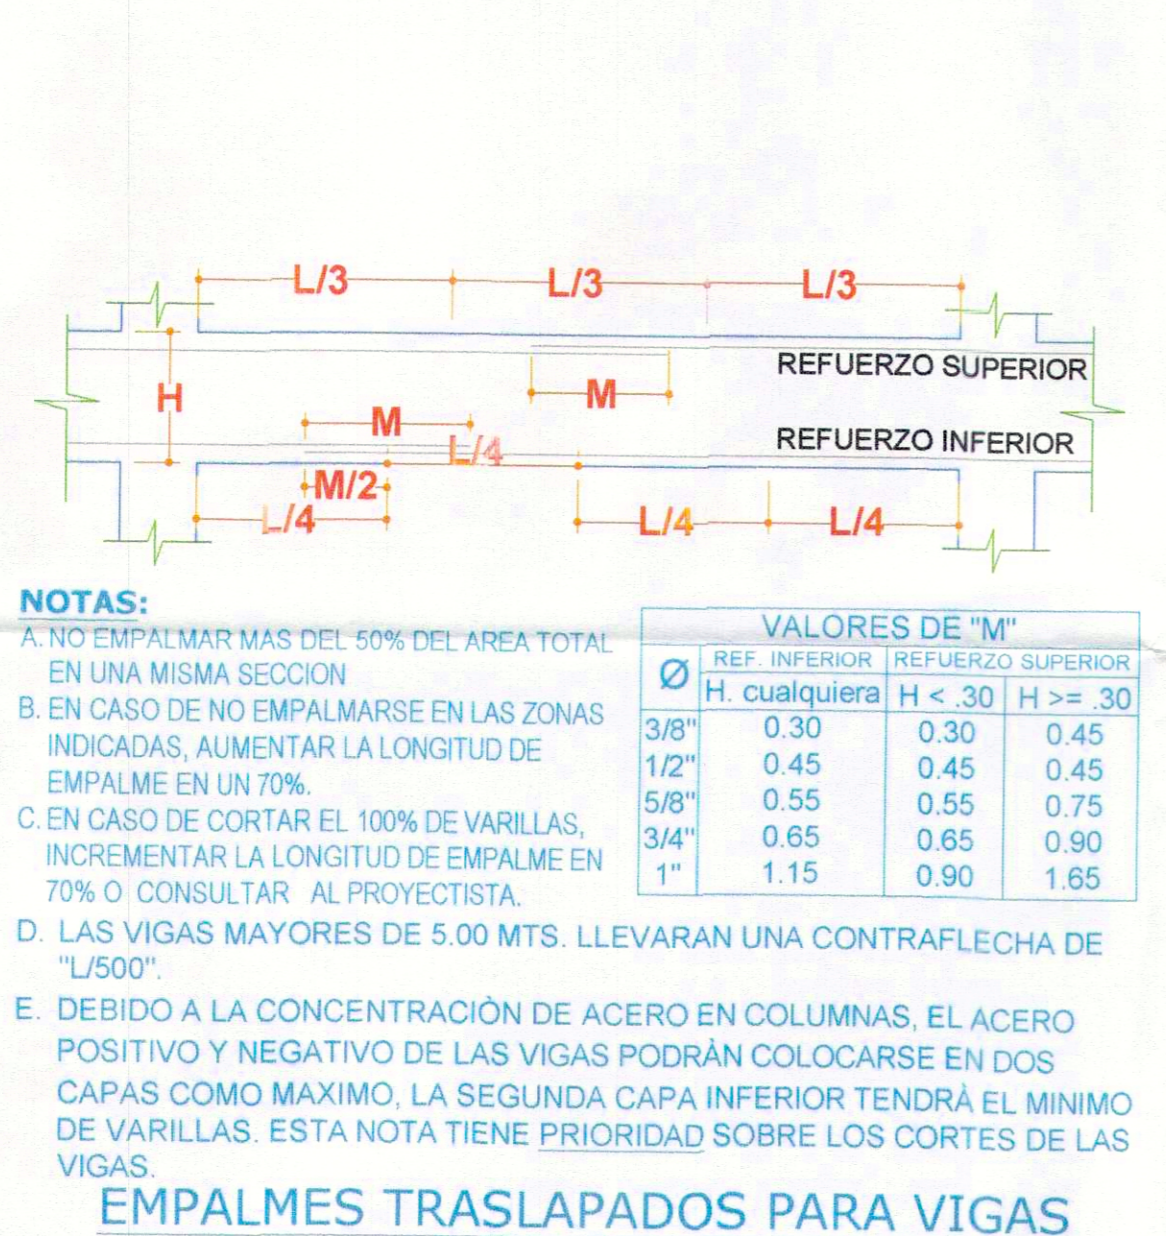 L/3 L/3 L/3
REFUERZO SUPERIOR
H
M
M
REFUERZO INFERIOR
L/4
M/2
L/4 L/4 L/4
NOTAS:
A. NO EMPALMAR MAS DEL 50% DEL AREA TOTAL
EN UNA MISMA SECCION
B. EN CASO DE NO EMPALMARSE EN LAS ZONAS
INDICADAS, AUMENTAR LA LONGITUD DE
EMPALME EN UN 70%.
C. EN CASO DE CORTAR EL 100% DE VARILLAS,
INCREMENTAR LA LONGITUD DE EMPALME EN
70% O CONSULTAR AL PROYECTISTA.
VALORES DE "M"
Ø REF. INFERIOR REFUERZO SUPERIOR
H. cualquiera H < .30 H >= .30
3/8" 0.30 0.30 0.45
1/2" 0.45 0.45 0.45
5/8" 0.55 0.55 0.75
3/4" 0.65 0.65 0.90
1" 1.15 0.90 1.65
D. LAS VIGAS MAYORES DE 5.00 MTS. LLEVARAN UNA CONTRAFLECHA DE
"L/500".
E. DEBIDO A LA CONCENTRACIÒN DE ACERO EN COLUMNAS, EL ACERO
POSITIVO Y NEGATIVO DE LAS VIGAS PODRÀN COLOCARSE EN DOS
CAPAS COMO MAXIMO, LA SEGUNDA CAPA INFERIOR TENDRÀ EL MINIMO
DE VARILLAS. ESTA NOTA TIENE PRIORIDAD SOBRE LOS CORTES DE LAS
VIGAS.
EMPALMES TRASLAPADOS PARA VIGAS